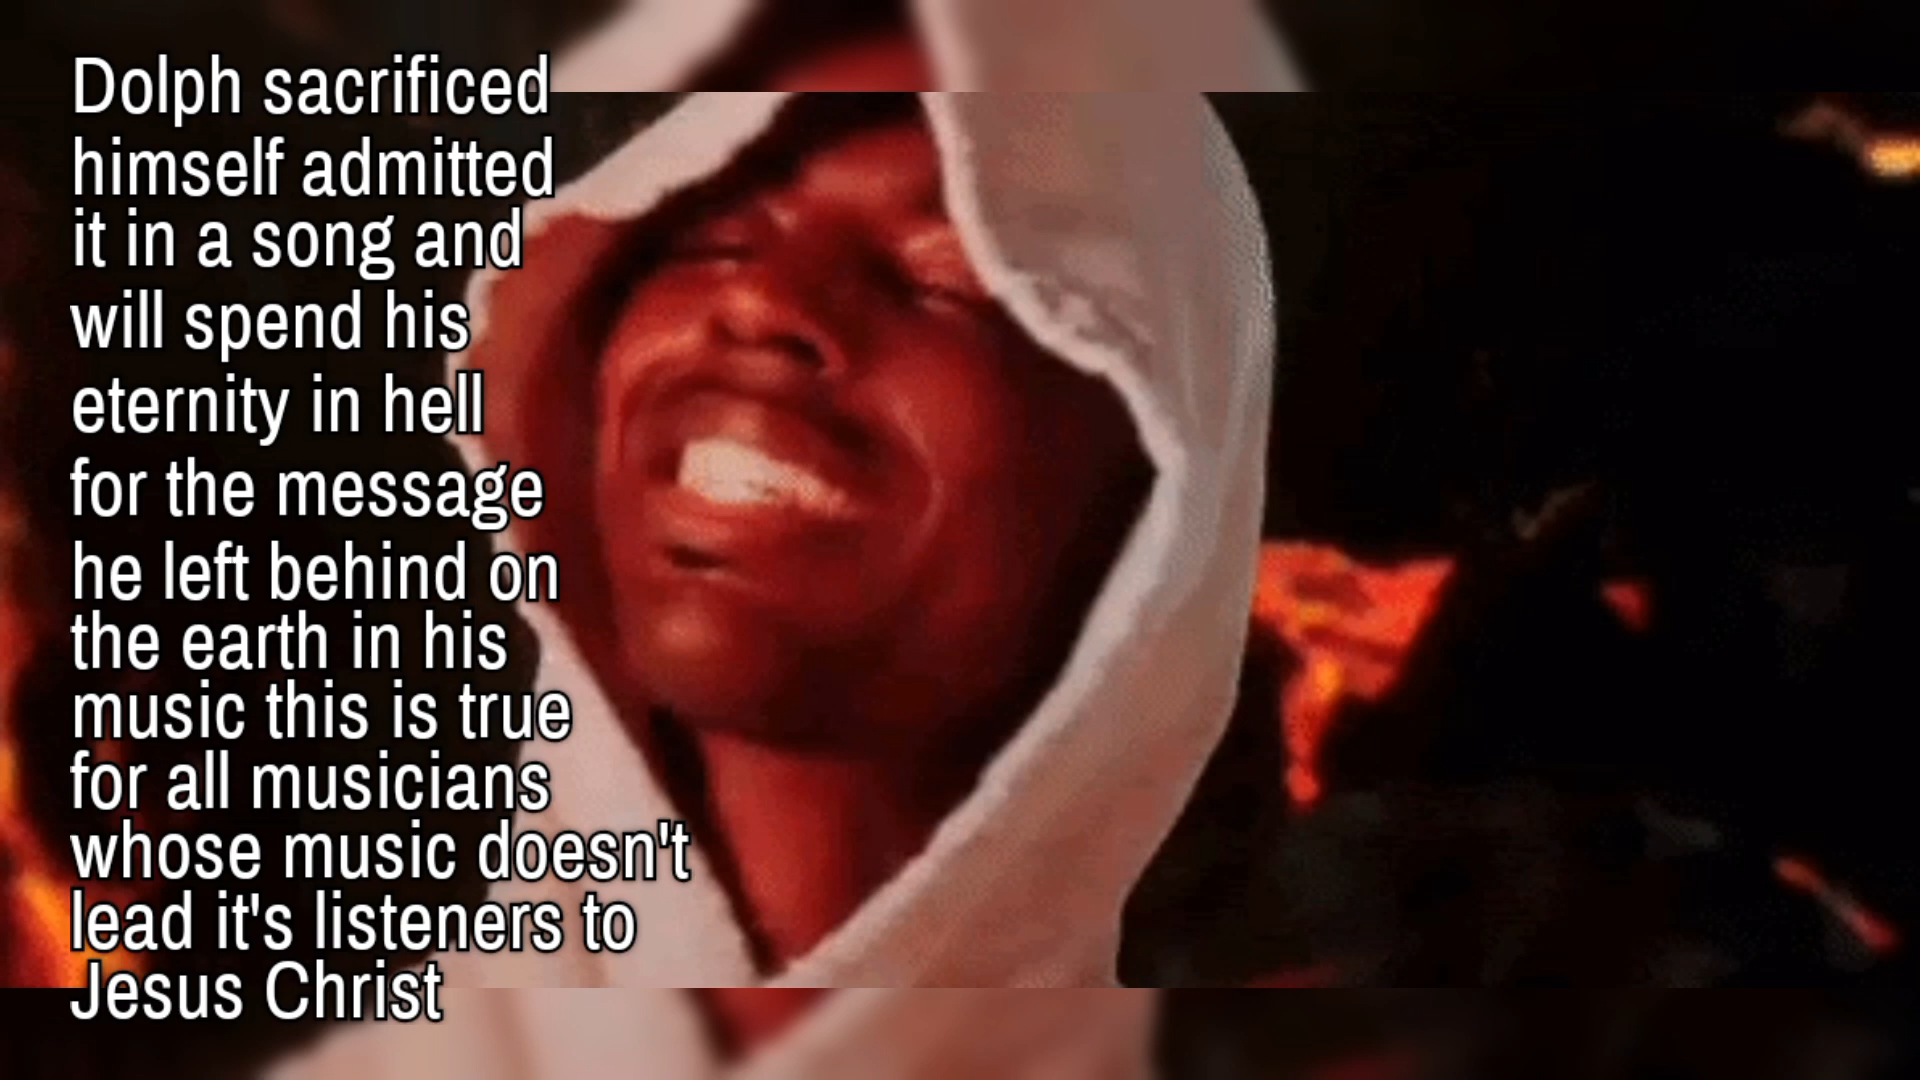 Dolph sacrificed
himself admitted
it in a song and
will spend his
eternity in hell
for the message
he left behind on
the earth in his
music this is true
for all musicians
whose music doesn't
lead it's listeners to
Jesus Christ